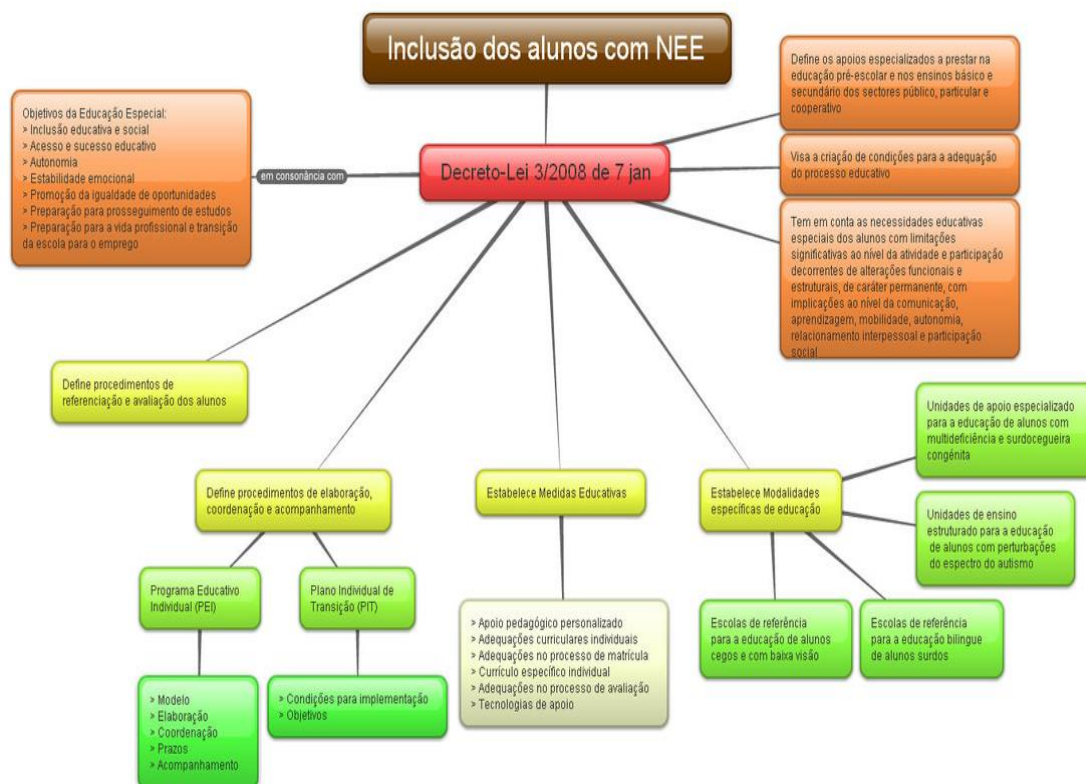 Inclusão dos alunos com NEE
Define os apoios especializados a prestar na
educação pré-escolar e nos ensinos básico e
secundário dos sectores público, particular e
cooperativo
Objetivos da Educação Especial:
> Inclusão educativa e social
> Acesso e sucesso educativo
> Autonomia
> Estabilidade emocional
> Promoção da igualdade de oportunidades
> Preparação para prosseguimento de estudos
> Preparação para a vida profissional e transição
da escola para o emprego
em consonância com
Decreto-Lei 3/2008 de 7 jan
Visa a criação de condições para a adequação
do processo educativo
Tem em conta as necessidades educativas
especiais dos alunos com limitações
significativas ao nível da atividade e participação
decorrentes de alterações funcionais e
estruturais, de caráter permanente, com
implicações ao nível da comunicação,
aprendizagem, mobilidade, autonomia,
relacionamento interpessoal e participação
social
Define procedimentos de
referenciação e avaliação dos alunos
Unidades de apoio especializado
para a educação de alunos com
multideficiência e surdocegueira
congénita
Define procedimentos de elaboração,
coordenação e acompanhamento
Estabelece Medidas Educativas
Estabelece Modalidades
específicas de educação
Unidades de ensino
estruturado para a educação
de alunos com perturbações
do espectro do autismo
Programa Educativo
Individual (PEI)
Plano Individual de
Transição (PIT)
> Apoio pedagógico personalizado
> Adequações curriculares individuais
> Adequações no processo de matrícula
> Currículo específico individual
> Adequações no processo de avaliação
> Tecnologias de apoio
Escolas de referência
para a educação de alunos
cegos e com baixa visão
Escolas de referência
para a educação bilingue
de alunos surdos
> Modelo
> Elaboração
> Coordenação
> Prazos
> Acompanhamento
> Condições para implementação
> Objetivos